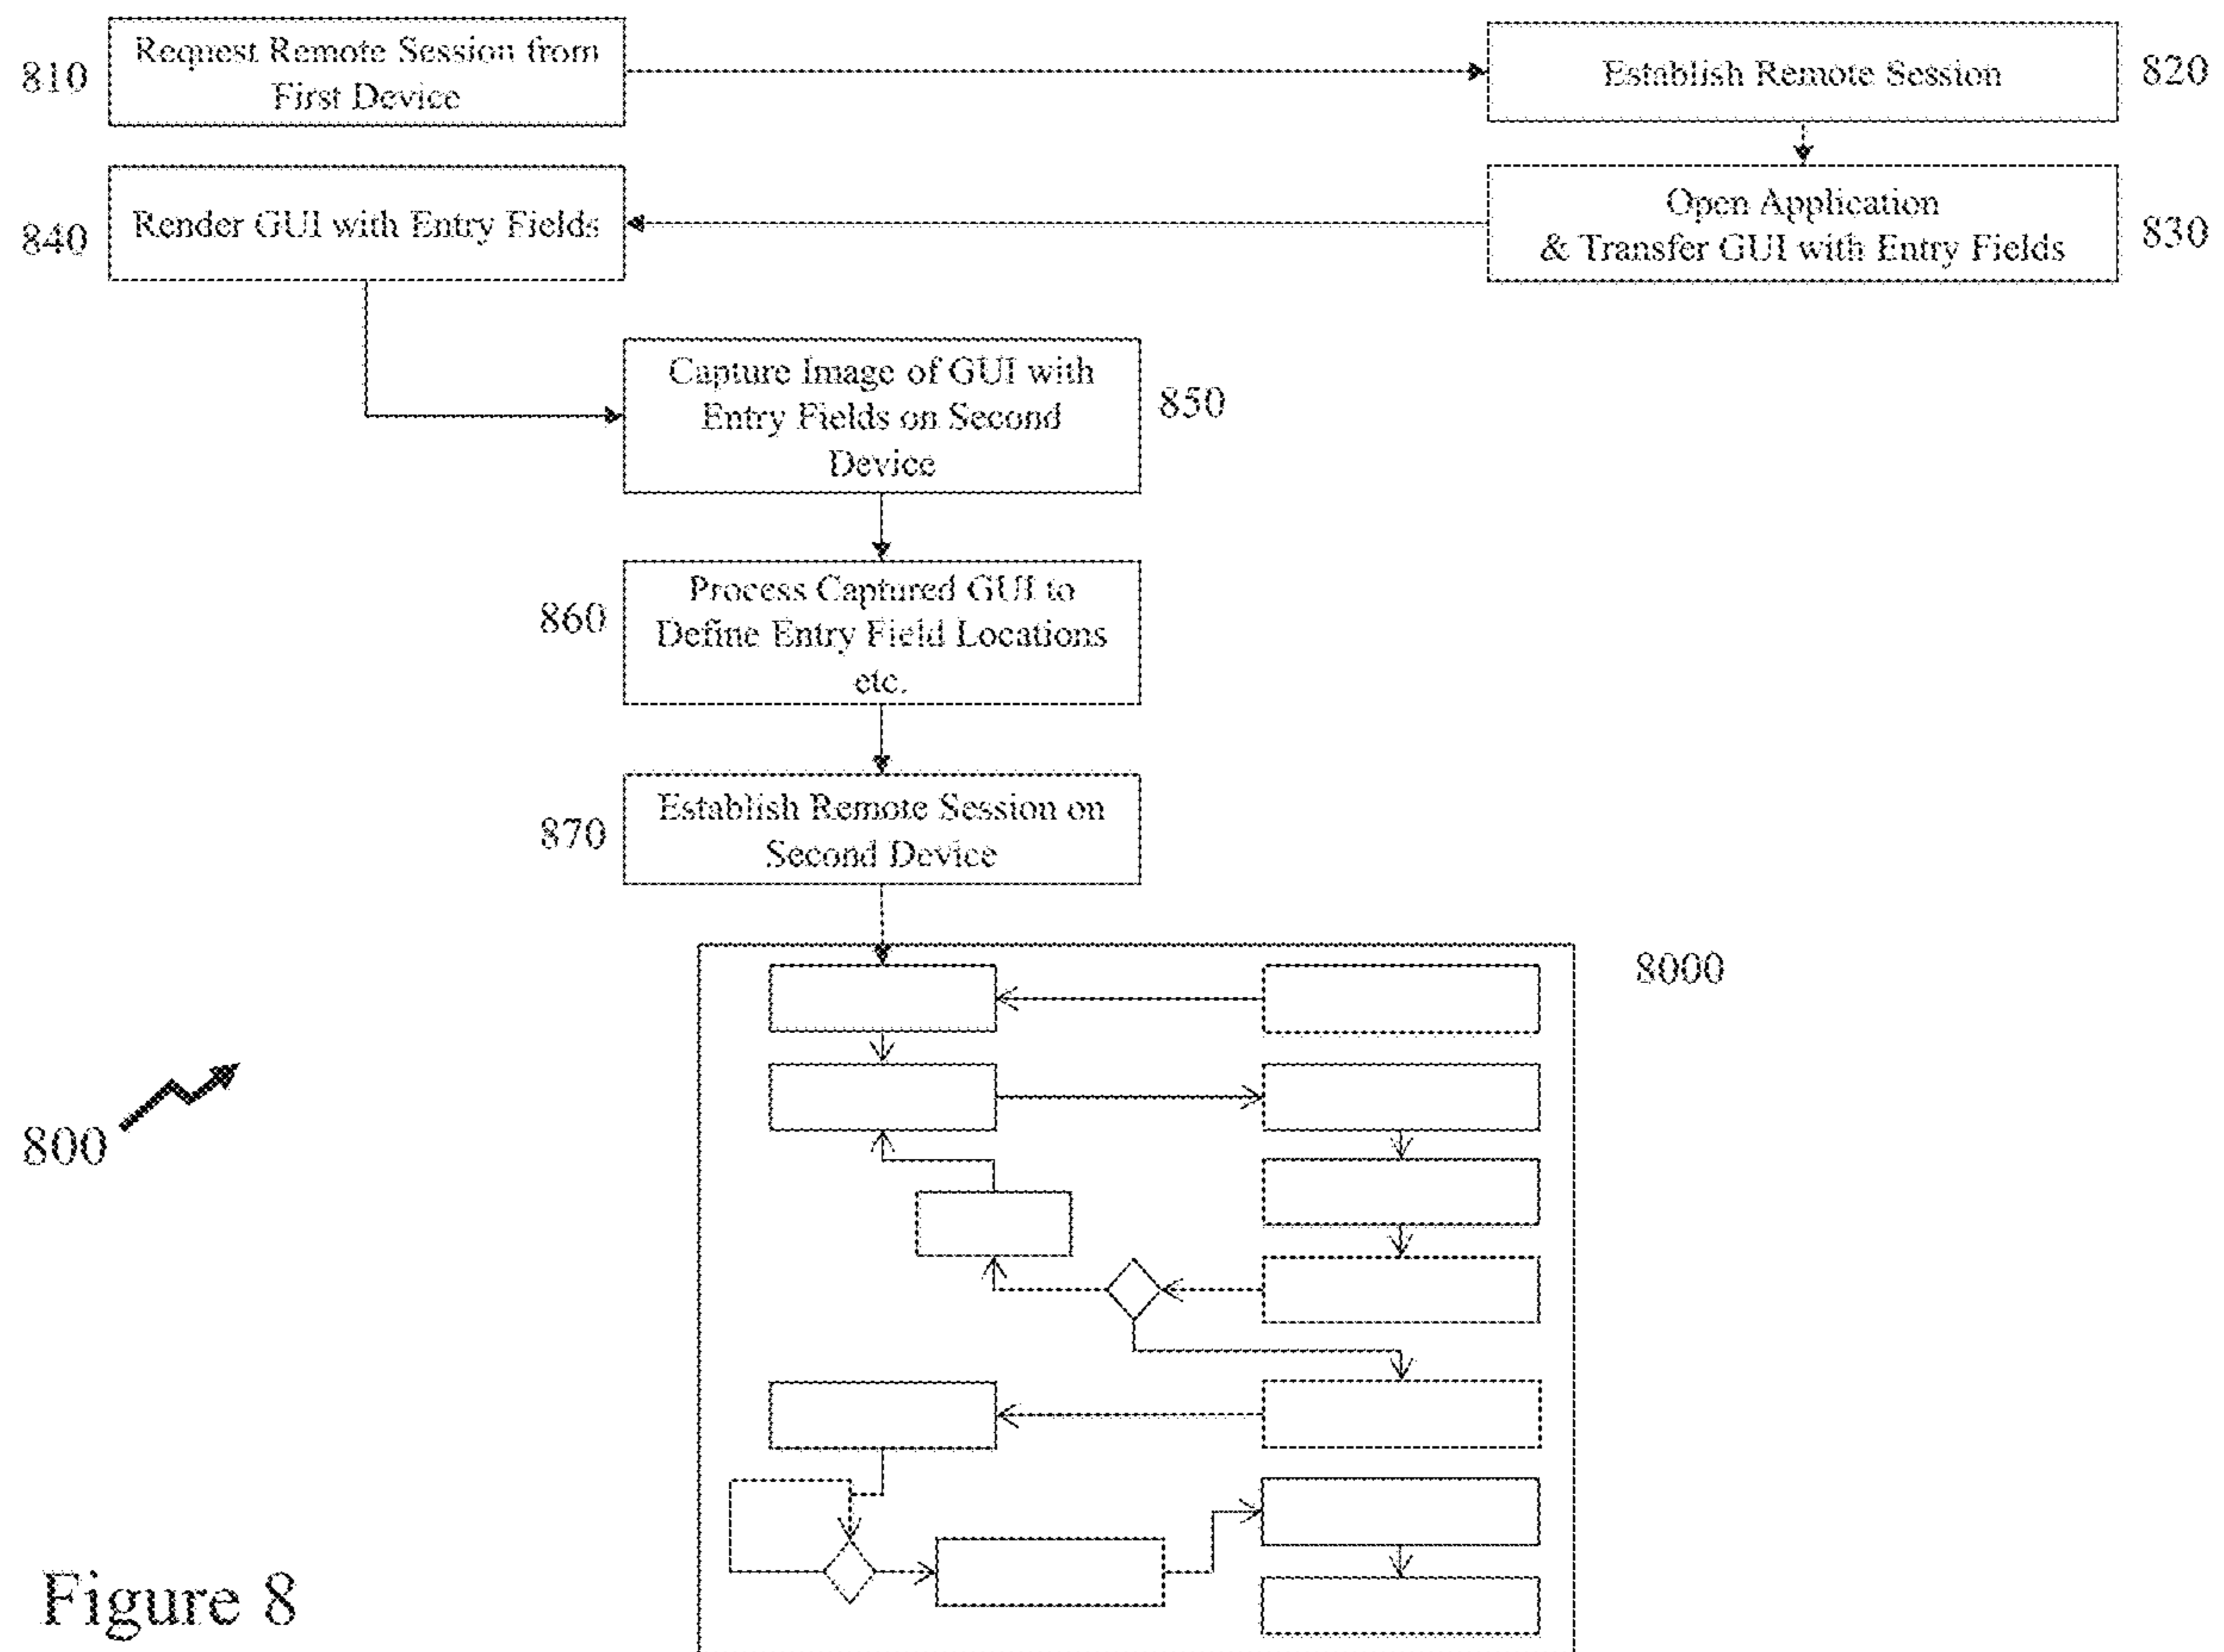 810
Request Remote Session from
First Device
Establish Remote Session
820
840
Render GUI with Entry Fields
Open Application
& Transfer GUI with Entry Fields
830
Capture Image of GUI with
Entry Fields on Second
Device
850
860
Process Captured GUI to
Define Entry Field Locations
etc.
870
Establish Remote Session on
Second Device
8000
800
Figure 8